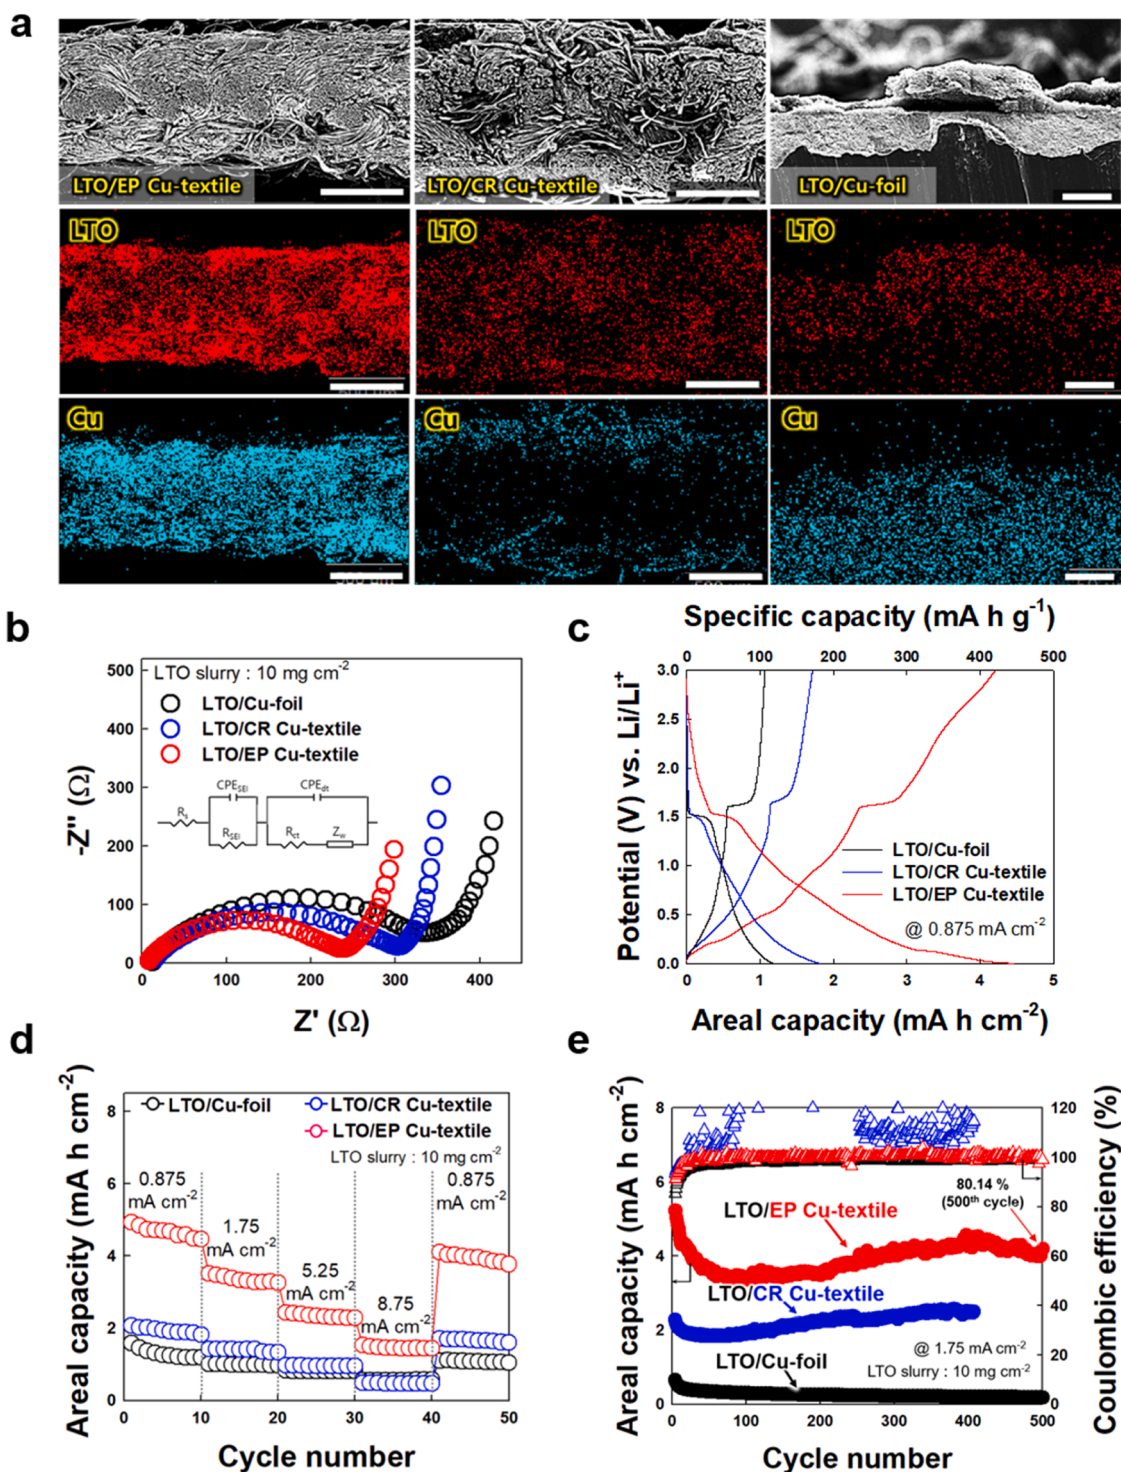 a
LTO/EP Cu-textile
LTO/CR Cu-textile
LTO/Cu-foil
LTO
LTO
LTO
Cu
Cu
Cu
b
LTO slurry : 10 mg cm-2
LTO/Cu-foil
LTO/CR Cu-textile
LTO/EP Cu-textile
CPESEI
CPEdt
Rs
RSEI
Rct
Zw
500
400
300
200
100
0
0 100 200 300 400
-Z'' (Ω)
Z' (Ω)
c
Specific capacity (mA h g-1)
0 100 200 300 400 500
3.0
2.5
2.0
1.5
1.0
0.5
0.0
Potential (V) vs. Li/Li+
LTO/Cu-foil
LTO/CR Cu-textile
LTO/EP Cu-textile
@ 0.875 mA cm-2
0 1 2 3 4 5
Areal capacity (mA h cm-2)
d
Areal capacity (mA h cm-2)
8
6
4
2
0
LTO/Cu-foil
LTO/CR Cu-textile
LTO/EP Cu-textile
LTO slurry : 10 mg cm-2
0.875
mA cm-2
1.75
mA cm-2
5.25
mA cm-2
8.75
mA cm-2
0.875
mA cm-2
0 10 20 30 40 50
Cycle number
e
Areal capacity (mA h cm-2)
8
6
4
2
0
120
100
80
60
40
20
0
Coulombic efficiency (%)
80.14 %
(500th cycle)
LTO/EP Cu-textile
LTO/CR Cu-textile
@ 1.75 mA cm-2
LTO/Cu-foil
LTO slurry : 10 mg cm-2
0 100 200 300 400 500
Cycle number